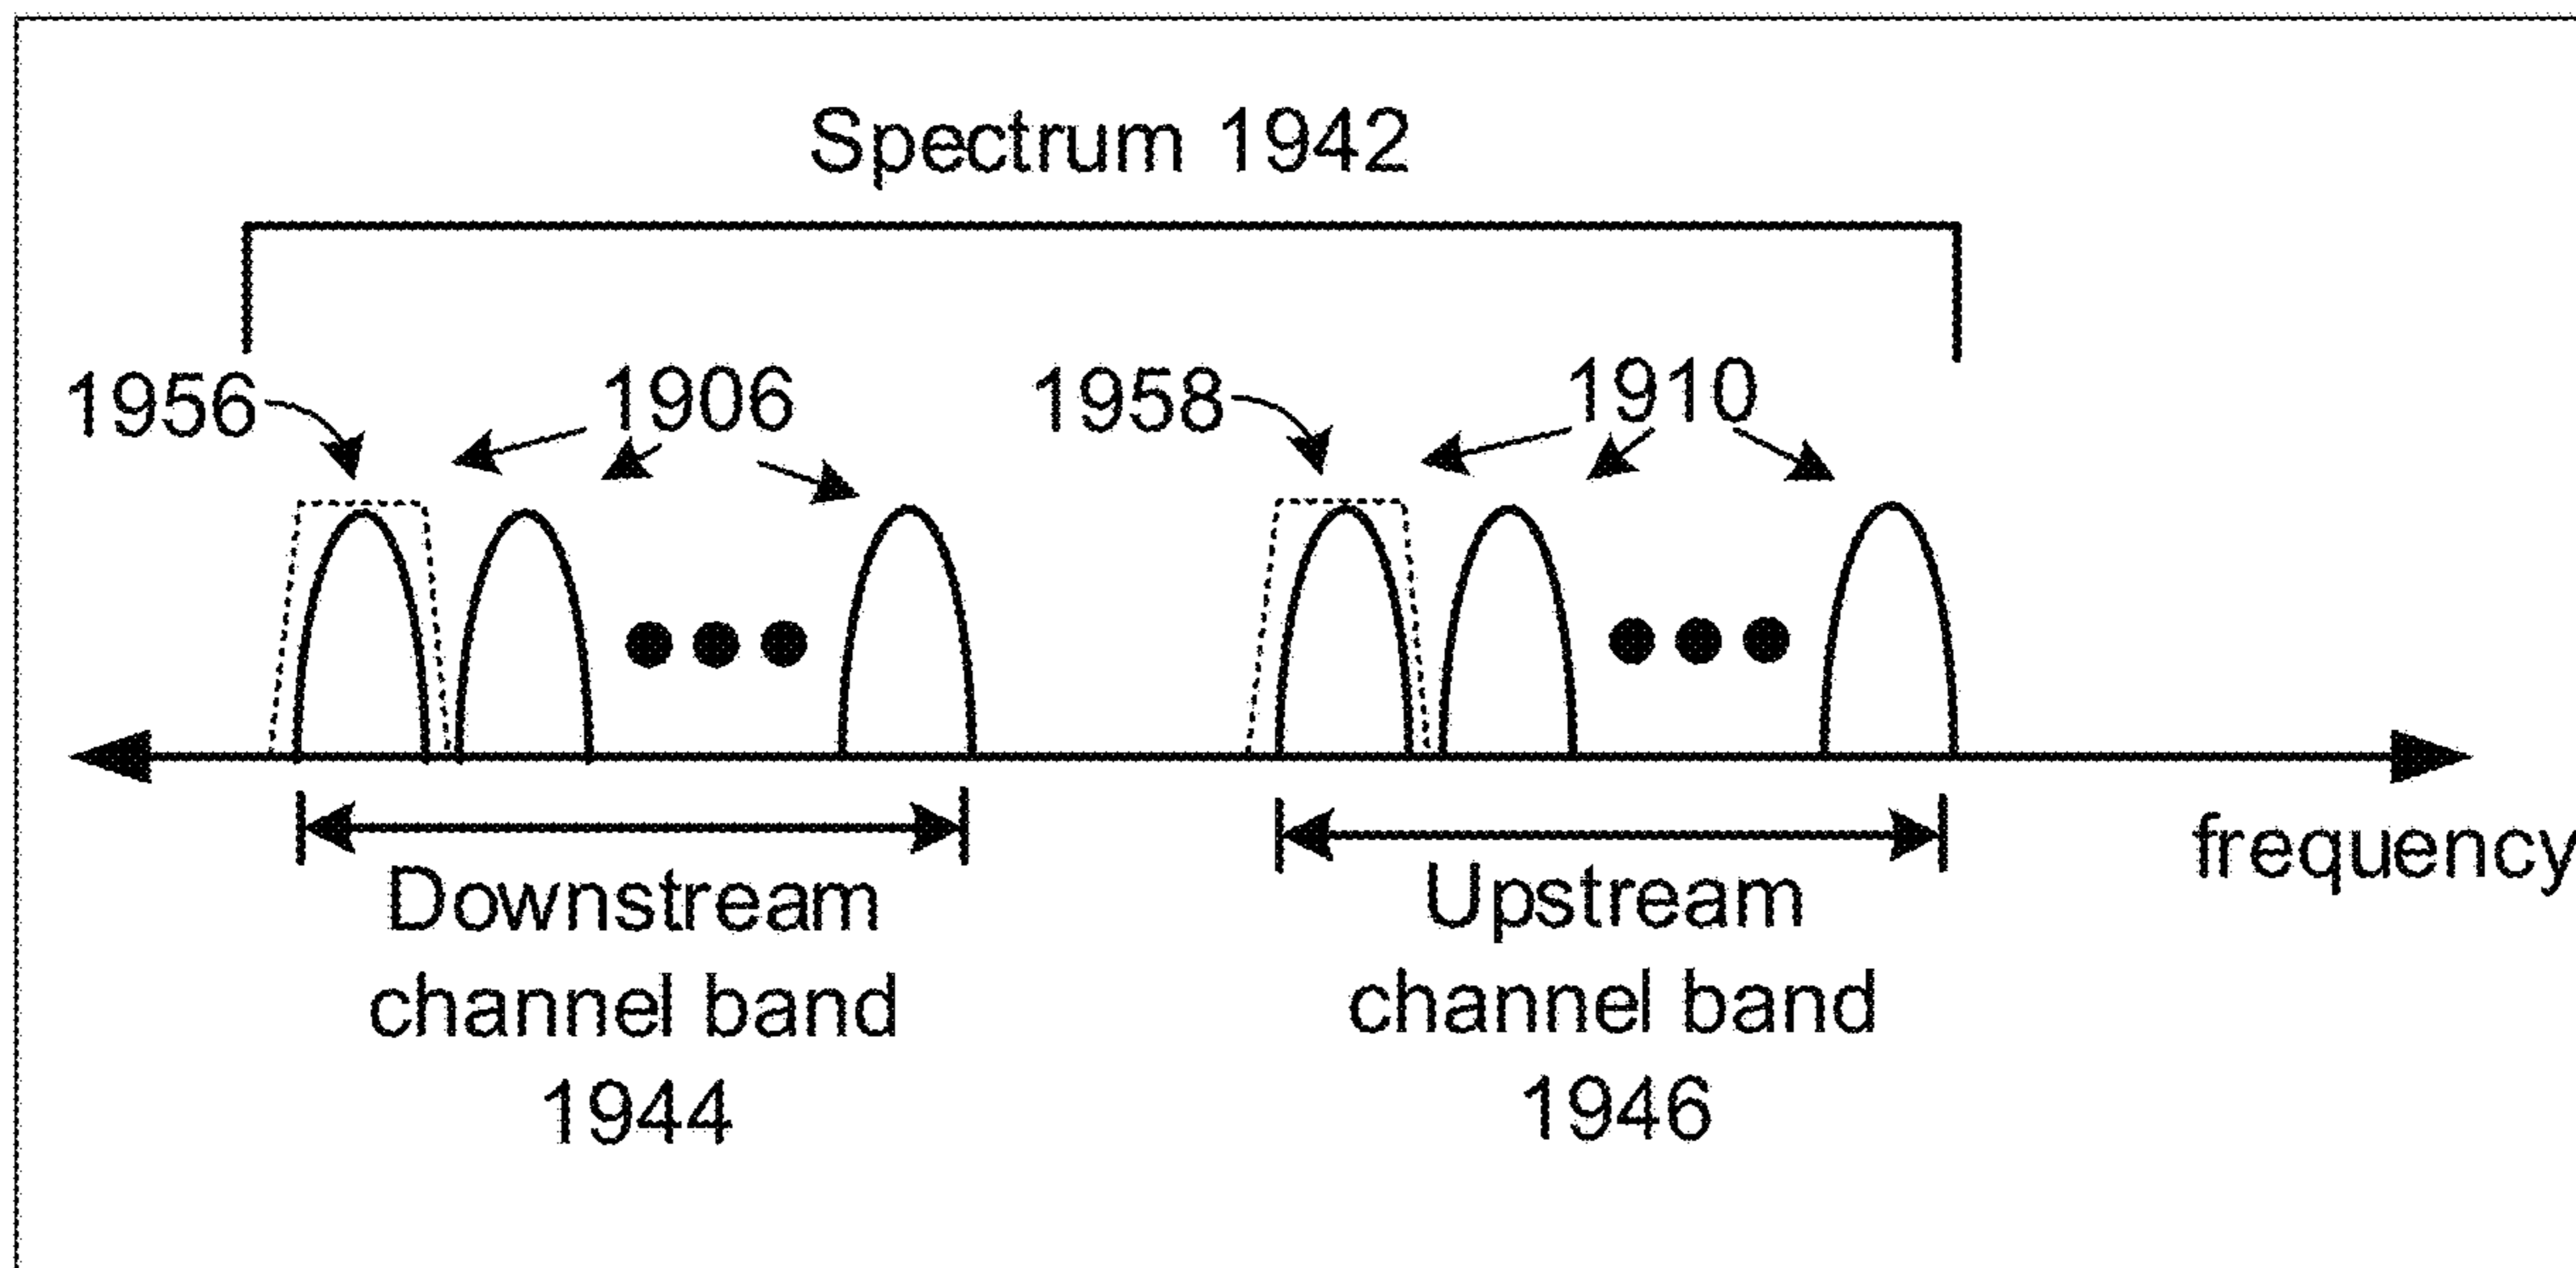 Spectrum 1942
1956
1906
1958
1910
frequency
Downstream
channel band
1944
Upstream
channel band
1946